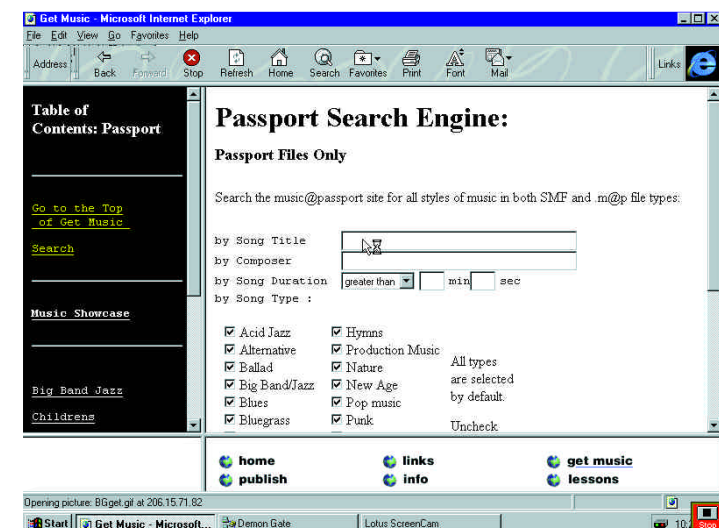 Get Music - Microsoft Internet Explorer
File Edit View Go Favorites Help
Address Back Forward Stop Refresh Home Search Favorites Print Font Mail Links
Table of
Contents: Passport
Go to the Top
of Get Music
Search
Music Showcase
Big Band Jazz
Childrens
Passport Search Engine:
Passport Files Only
Search the music@passport site for all styles of music in both SMF and .m@p file types:
by Song Title
by Composer
by Song Duration greater than min sec
by Song Type :
Acid Jazz Hymns
Alternative Production Music
Ballad Nature
Big Band/Jazz New Age
Blues Pop music
Bluegrass Punk
All types
are selected
by default.
Uncheck
home links get music
publish info lessons
Opening picture: BGget.gif at 206.15.71.82
Start Get Music - Microsoft... Demon Gate Lotus ScreenCam Stop